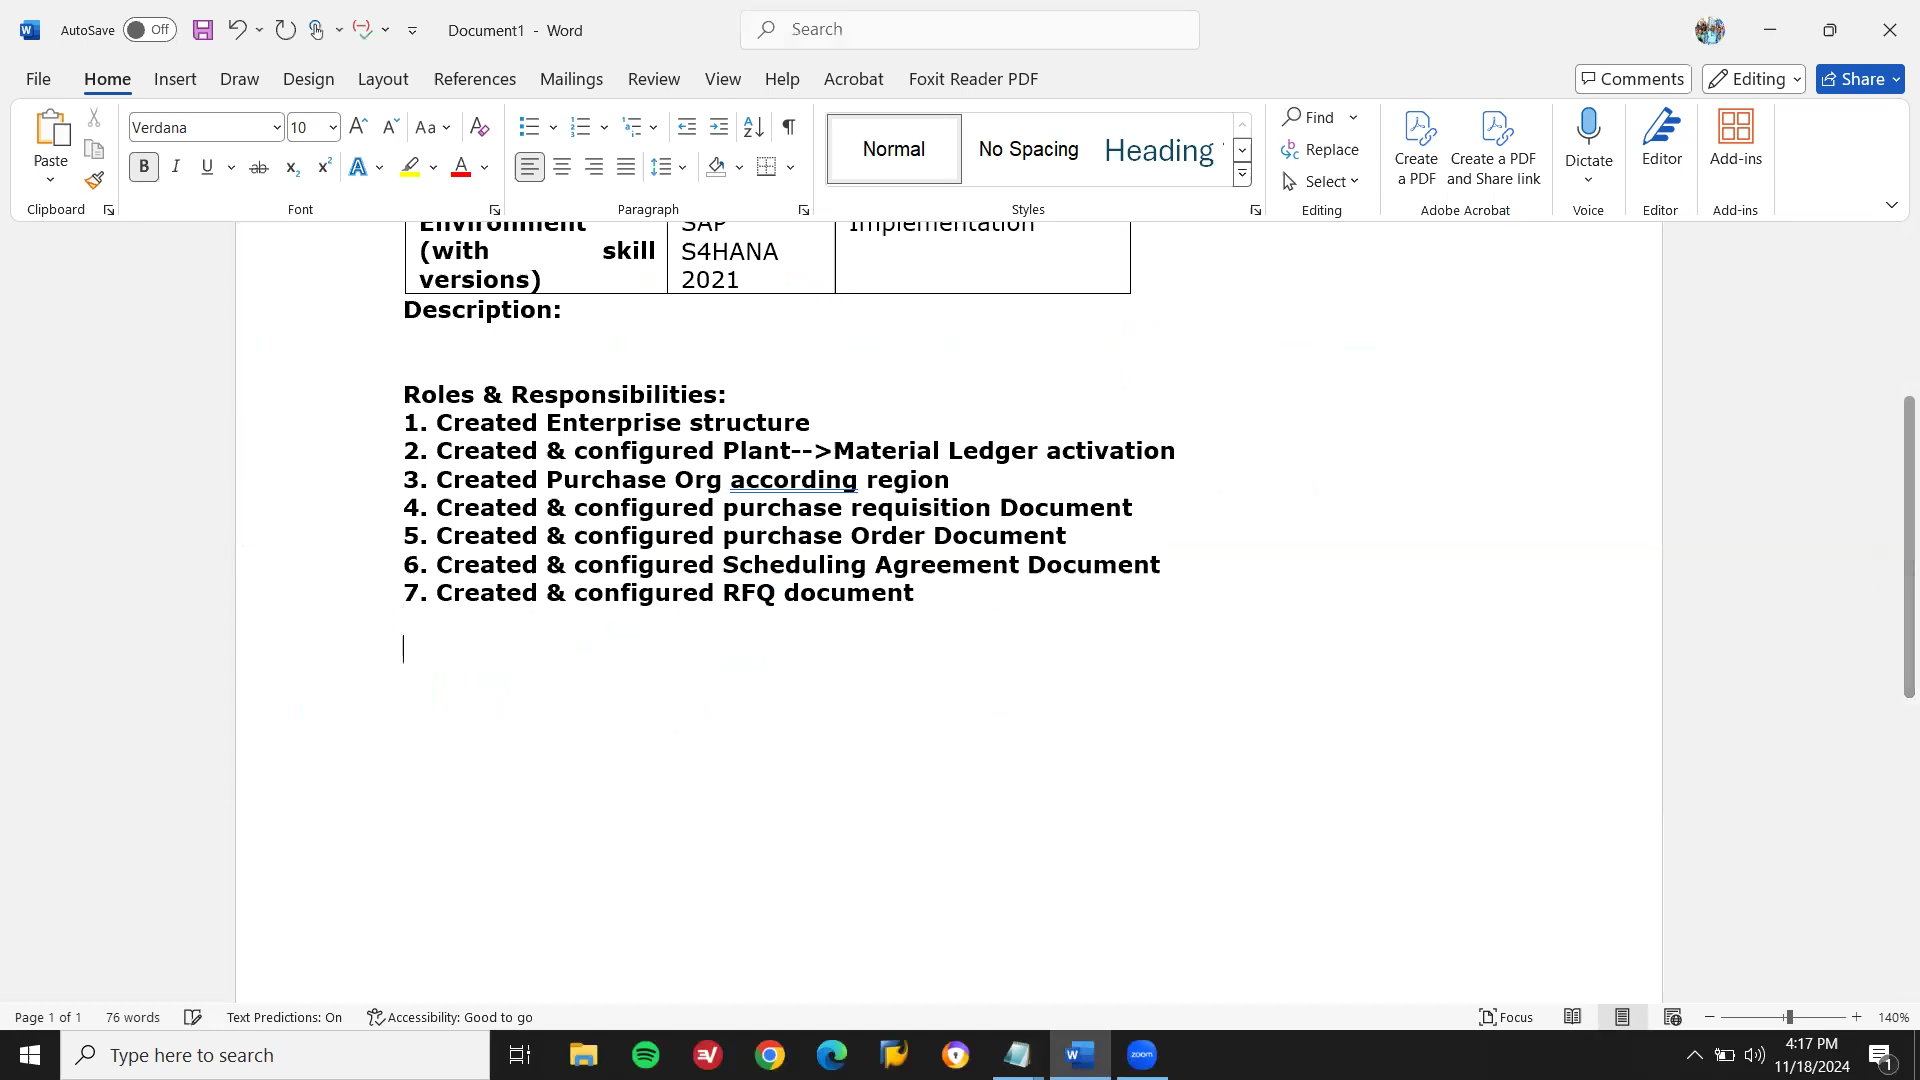 AutoSave Off Document1 - Word Search
File Home Insert Draw Design Layout References Mailings Review View Help Acrobat Foxit Reader PDF Comments Editing Share
Paste
Clipboard
Verdana 10
Font
Paragraph
Normal No Spacing Heading
Styles
Find
Replace
Select
Editing
Create a PDF
Create a PDF and Share link
Adobe Acrobat
Dictate
Voice
Editor
Editor
Add-ins
Add-ins
Environment SAP Implementation
(with skill S4HANA
versions) 2021
Description:
Roles & Responsibilities:
1. Created Enterprise structure
2. Created & configured Plant-->Material Ledger activation
3. Created Purchase Org according region
4. Created & configured purchase requisition Document
5. Created & configured purchase Order Document
6. Created & configured Scheduling Agreement Document
7. Created & configured RFQ document
Page 1 of 1 76 words Text Predictions: On Accessibility: Good to go Focus 140%
Type here to search
zoom
4:17 PM
11/18/2024
1